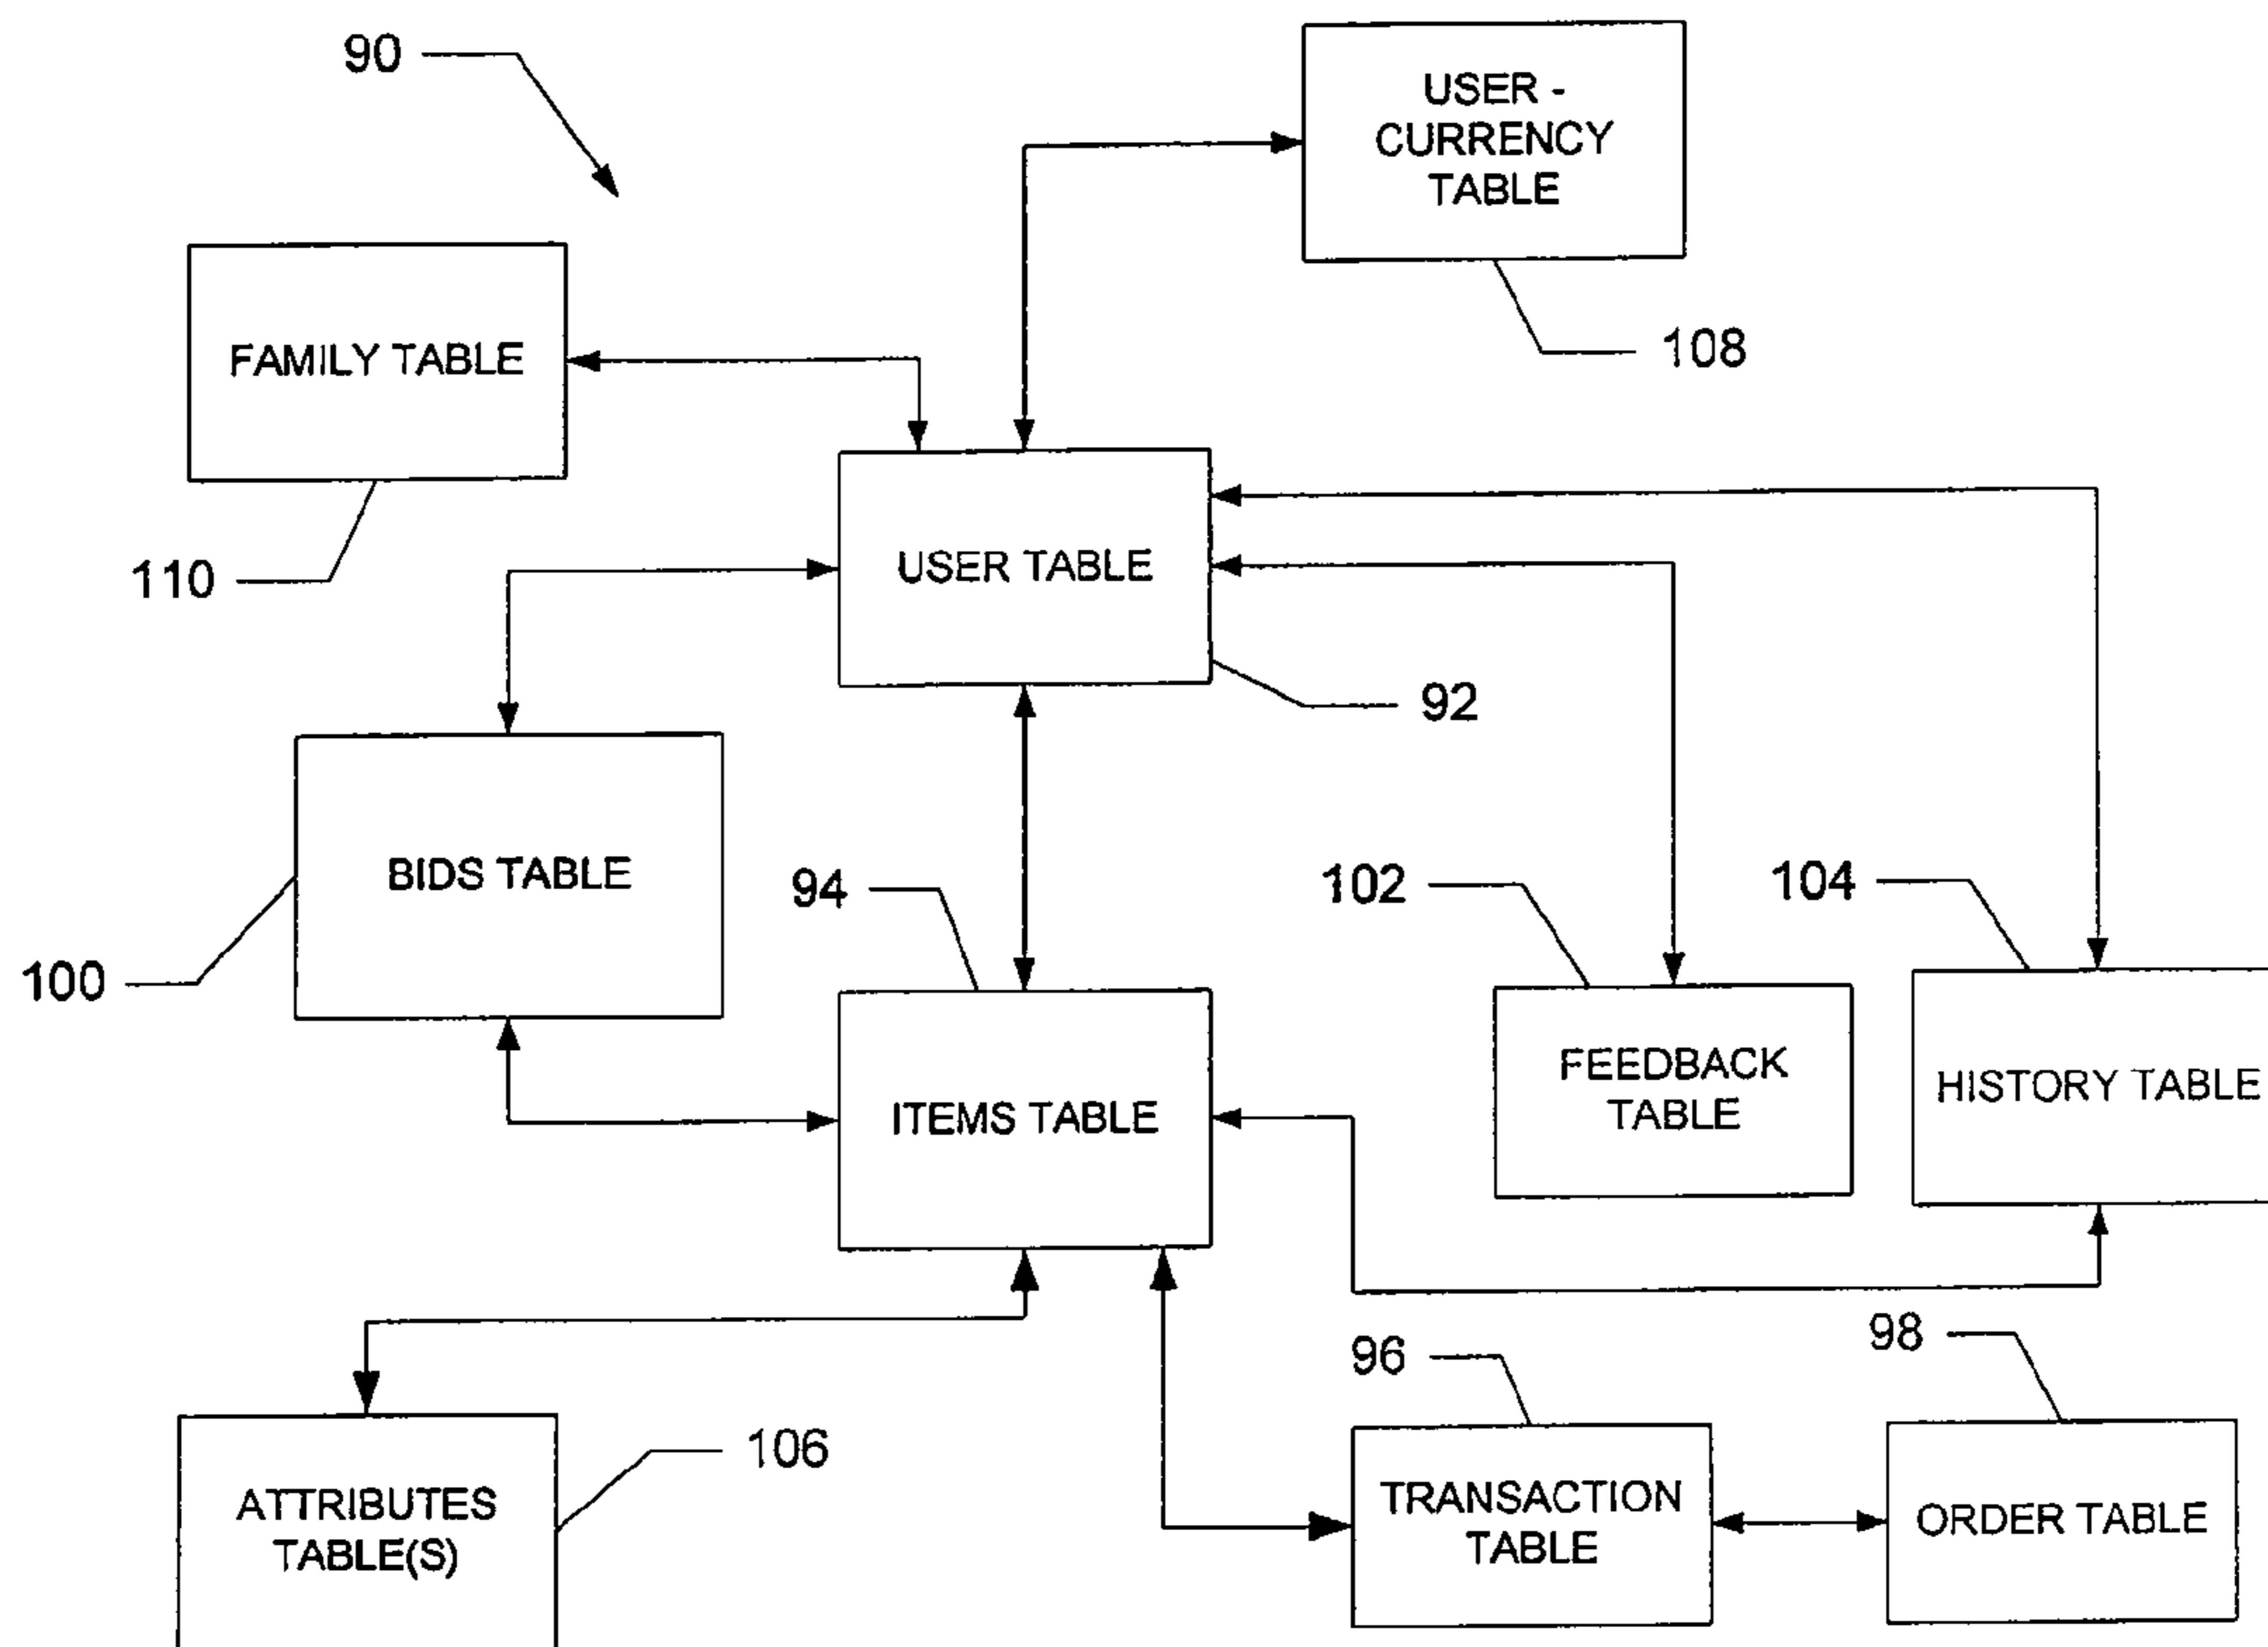 90
USER -
CURRENCY
TABLE
108
FAMILY TABLE
110
USER TABLE
92
BIDS TABLE
100
94
102
104
ITEMS TABLE
FEEDBACK
TABLE
HISTORY TABLE
96
98
106
ATTRIBUTES
TABLE(S)
TRANSACTION
TABLE
ORDER TABLE